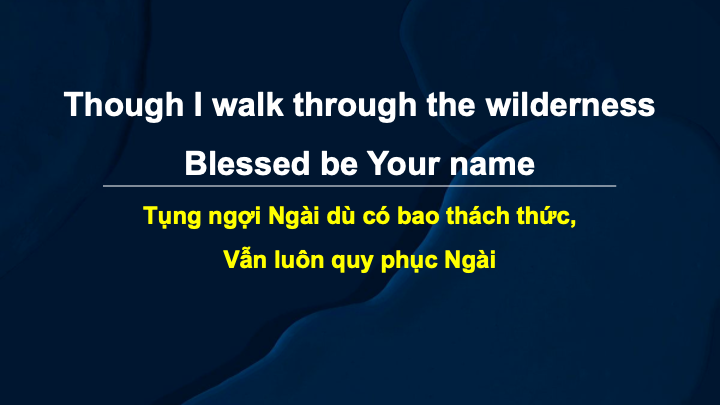 Though I walk through the wilderness
Blessed be Your name
Tụng ngợi Ngài dù có bao thách thức,
Vẫn luôn quy phục Ngài